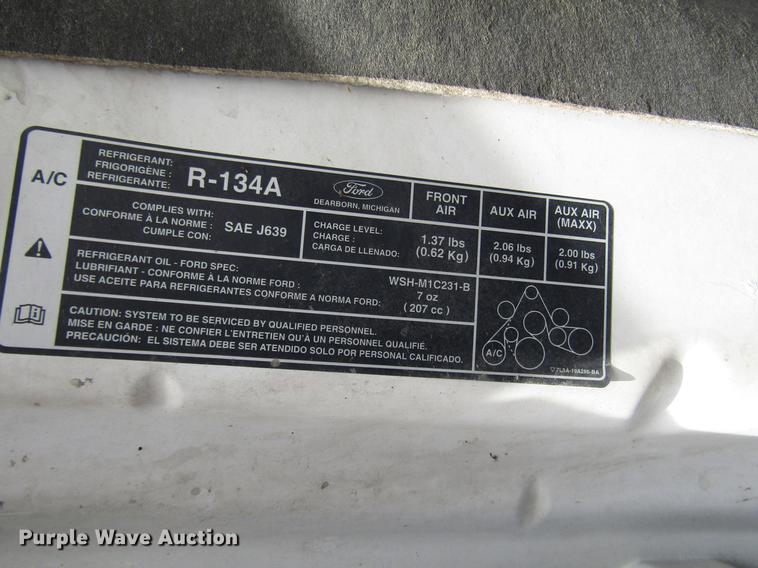 A/C
REFRIGERANT:
FRIGORIGÈNE:
REFRIGERANTE:
R-134A
Ford
DEARBORN, MICHIGAN
FRONT
AIR
AUX AIR
AUX AIR
(MAXX)
COMPLIES WITH:
CONFORME À LA NORME :
CUMPLE CON:
SAE J639
CHARGE LEVEL:
CHARGE :
CARGA DE LLENADO:
1.37 lbs
(0.62 Kg)
2.06 lbs
(0.94 Kg)
2.00 lbs
(0.91 Kg)
REFRIGERANT OIL - FORD SPEC:
LUBRIFIANT - CONFORME À LA NORME FORD :
USE ACEITE PARA REFRIGERANTES CONFORME A NORMA FORD:
WSH-M1C231-B
7 oz
( 207 cc )
CAUTION: SYSTEM TO BE SERVICED BY QUALIFIED PERSONNEL.
MISE EN GARDE : NE CONFIER L'ENTRETIEN QU'À UN PERSONNEL QUALIFIÉ.
PRECAUCIÓN: EL SISTEMA DEBE SER ATENDIDO SOLO POR PERSONAL CALIFICADO.
A/C
7L3A-19A296-BA
Purple Wave Auction